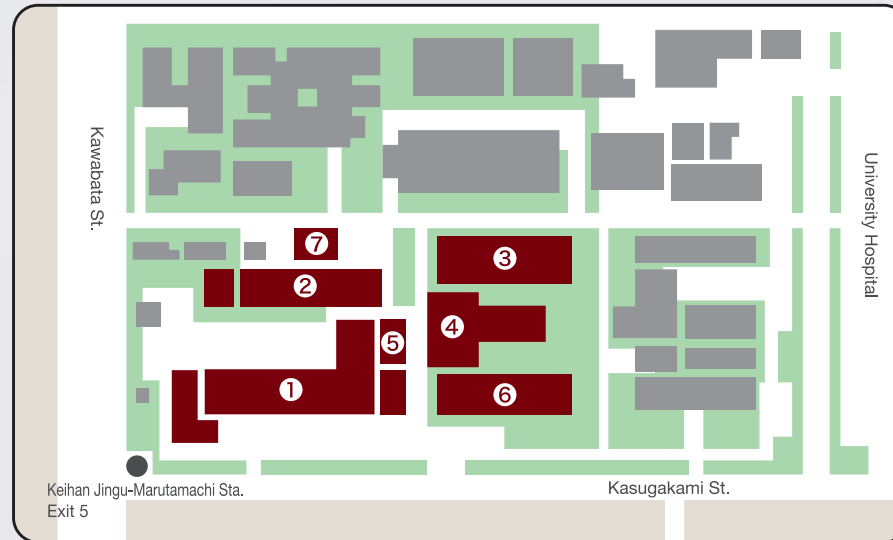 Kawabata St.
University Hospital
7
3
2
4
5
1
6
Keihan Jingu-Marutamachi Sta.
Exit 5
Kasugakami St.